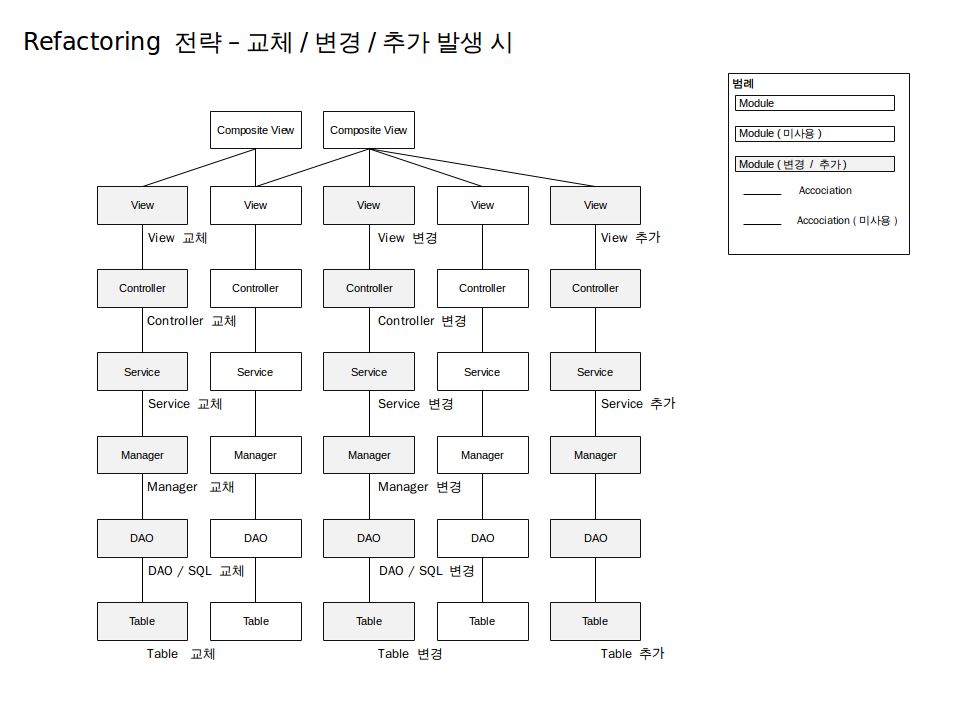 Refactoring 전략 – 교체 / 변경 / 추가 발생 시
범례
Module
Module ( 미사용 )
Module ( 변경 / 추가 )
Accociation
Accociation ( 미사용 )
Composite View Composite View
View View View View View
View 교체 View 변경 View 추가
Controller Controller Controller Controller Controller
Controller 교체 Controller 변경
Service Service Service Service Service
Service 교체 Service 변경 Service 추가
Manager Manager Manager Manager Manager
Manager 교채 Manager 변경
DAO DAO DAO DAO DAO
DAO / SQL 교체 DAO / SQL 변경
Table Table Table Table Table
Table 교체 Table 변경 Table 추가